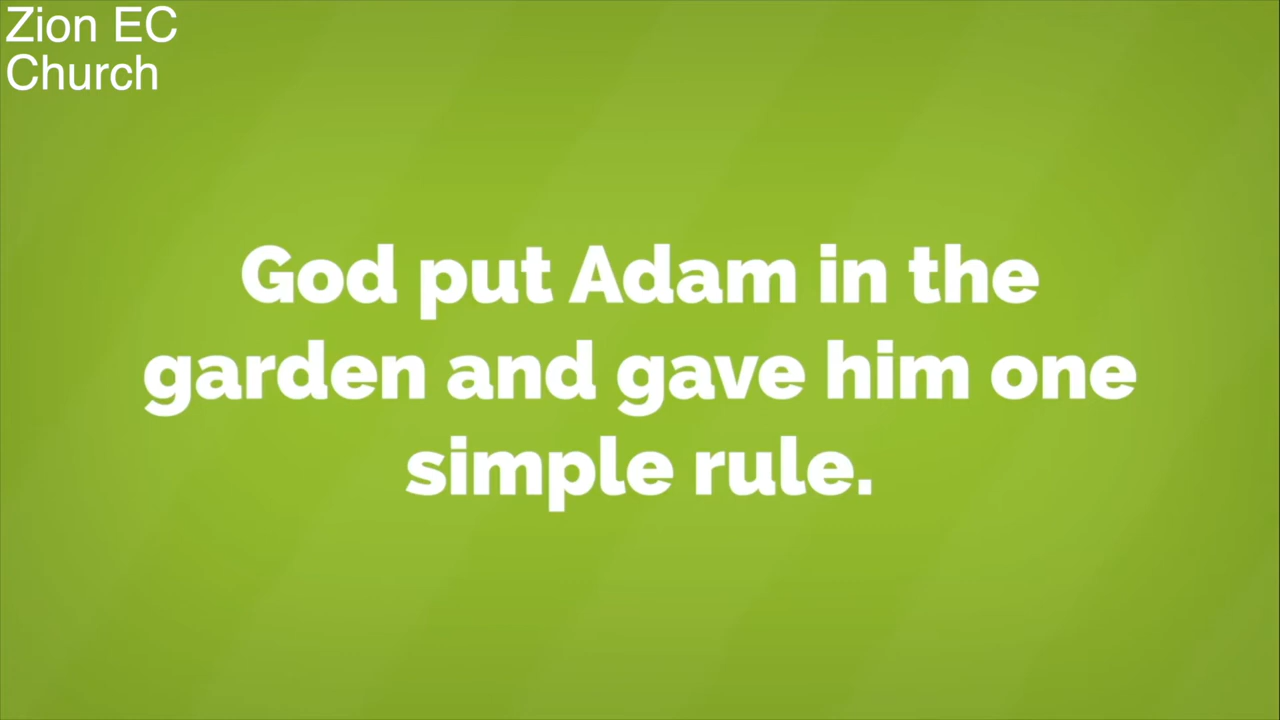 Zion EC
Church
God put Adam in the
garden and gave him one
simple rule.